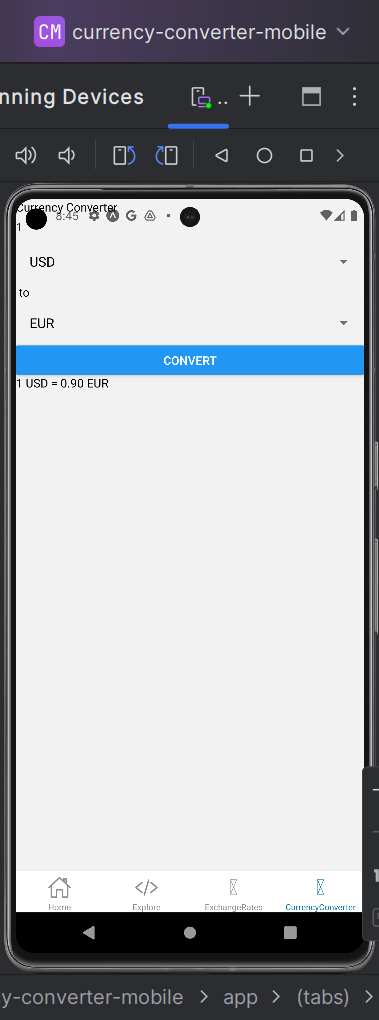 CM currency-converter-mobile
nning Devices ..
Currency Converter
8:45 G
1
USD
to
EUR
CONVERT
1 USD = 0.90 EUR
Home Explore ExchangeRates CurrencyConverter
y-converter-mobile > app > (tabs) >